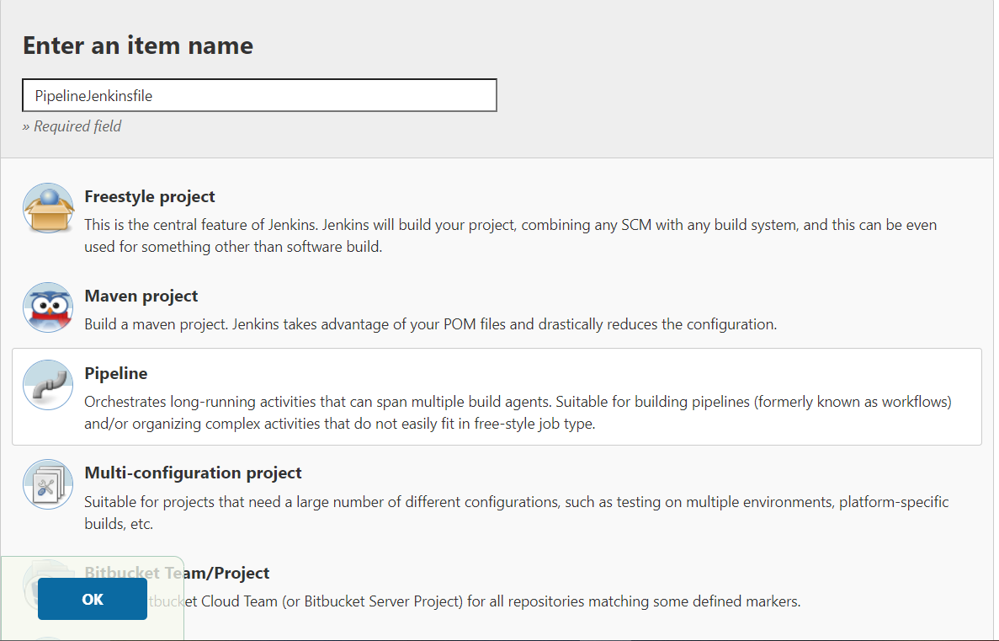 Enter an item name
PipelineJenkinsfile
» Required field
Freestyle project
This is the central feature of Jenkins. Jenkins will build your project, combining any SCM with any build system, and this can be even
used for something other than software build.
Maven project
Build a maven project. Jenkins takes advantage of your POM files and drastically reduces the configuration.
Pipeline
Orchestrates long-running activities that can span multiple build agents. Suitable for building pipelines (formerly known as workflows)
and/or organizing complex activities that do not easily fit in free-style job type.
Multi-configuration project
Suitable for projects that need a large number of different configurations, such as testing on multiple environments, platform-specific
builds, etc.
Bitbucket Team/Project
tbucket Cloud Team (or Bitbucket Server Project) for all repositories matching some defined markers.
OK